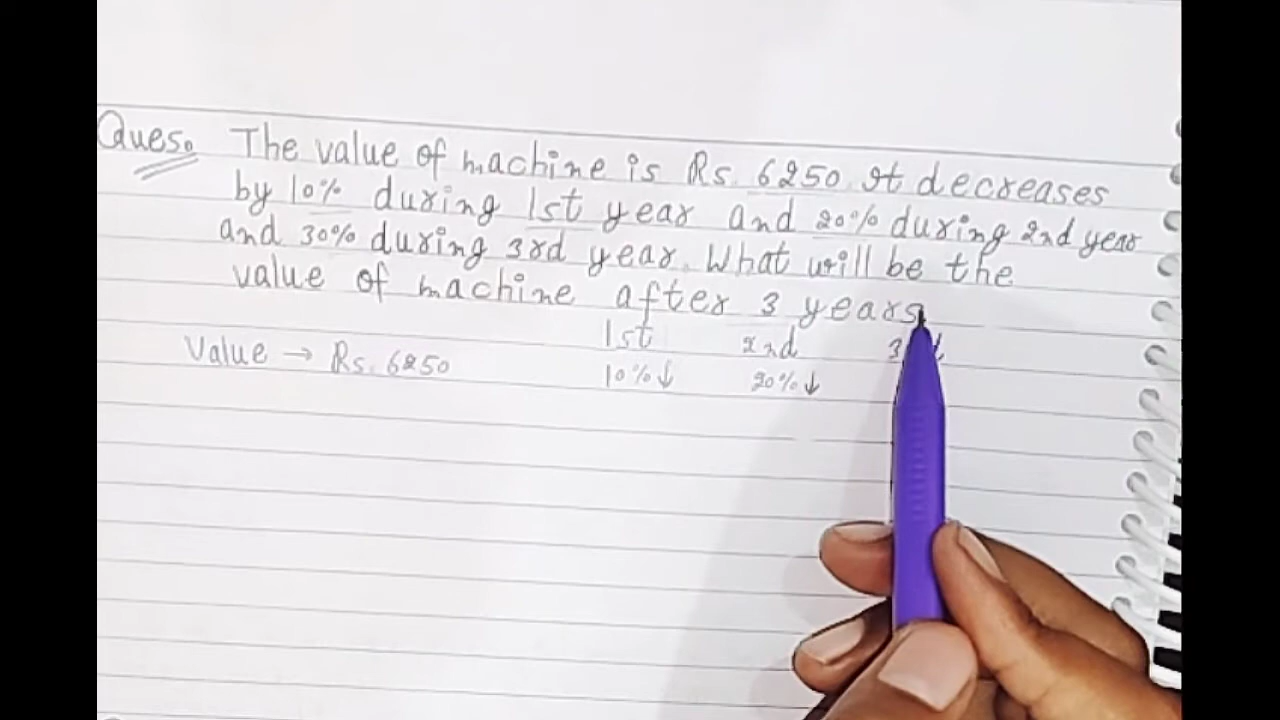 Ques. The value of machine is Rs. 6250. It decreases
by 10% during 1st year and 20% during 2nd year
and 30% during 3rd year. What will be the
value of machine after 3 years.
1st 2nd
Value → Rs. 6250
10%↓ 20%↓